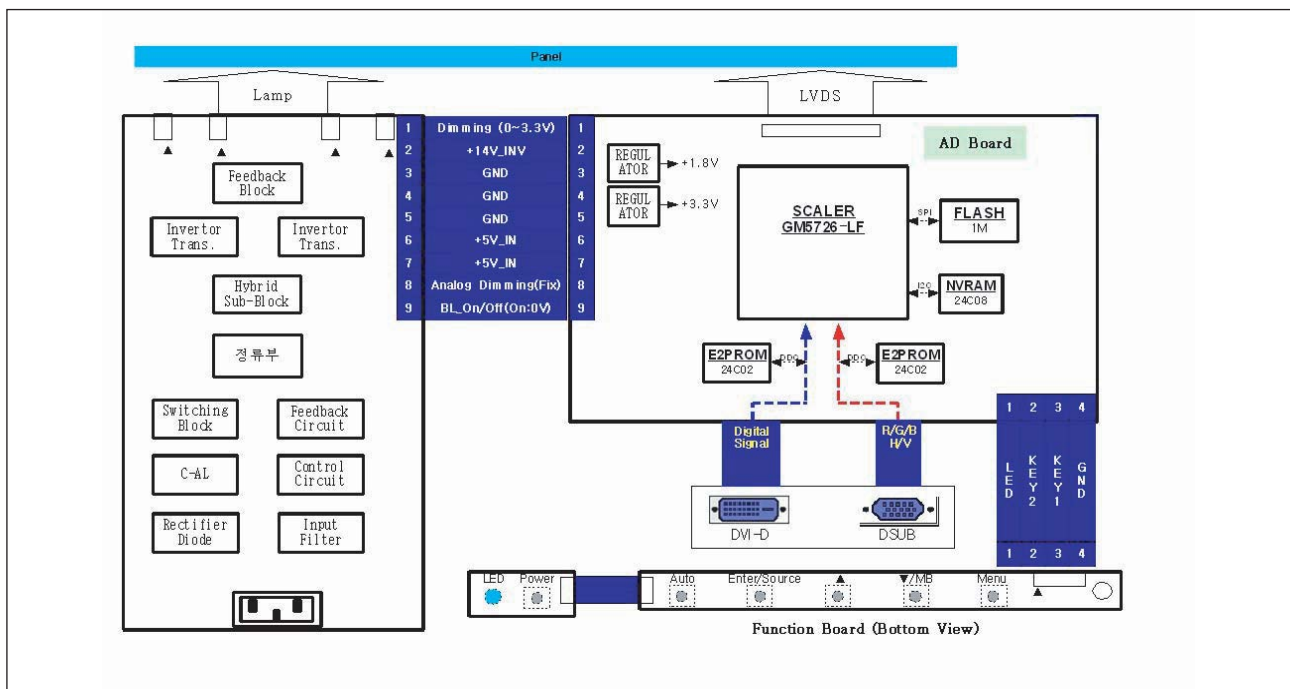 Panel
Lamp
LVDS
Feedback
Block
Invertor
Trans.
Invertor
Trans.
Hybrid
Sub-Block
정류부
Switching
Block
Feedback
Circuit
C-AL
Control
Circuit
Rectifier
Diode
Input
Filter
1 Dimming (0~3.3V) 1
2 +14V_INV 2
3 GND 3
4 GND 4
5 GND 5
6 +5V_IN 6
7 +5V_IN 7
8 Analog Dimming(Fix) 8
9 BL_On/Off(On:0V) 9
AD Board
REGUL
ATOR
+1.8V
REGUL
ATOR
+3.3V
SCALER
GM5726-LF
SPI
FLASH
1M
I2C
NVRAM
24C08
E2PROM
24C02
DDC
DDC
E2PROM
24C02
Digital
Signal
R/G/B
H/V
DVI-D
DSUB
1 2 3 4
LED
KEY2
KEY1
GND
1 2 3 4
LED
Power
Auto
Enter/Source
▲
▼/MB
Menu
Function Board (Bottom View)